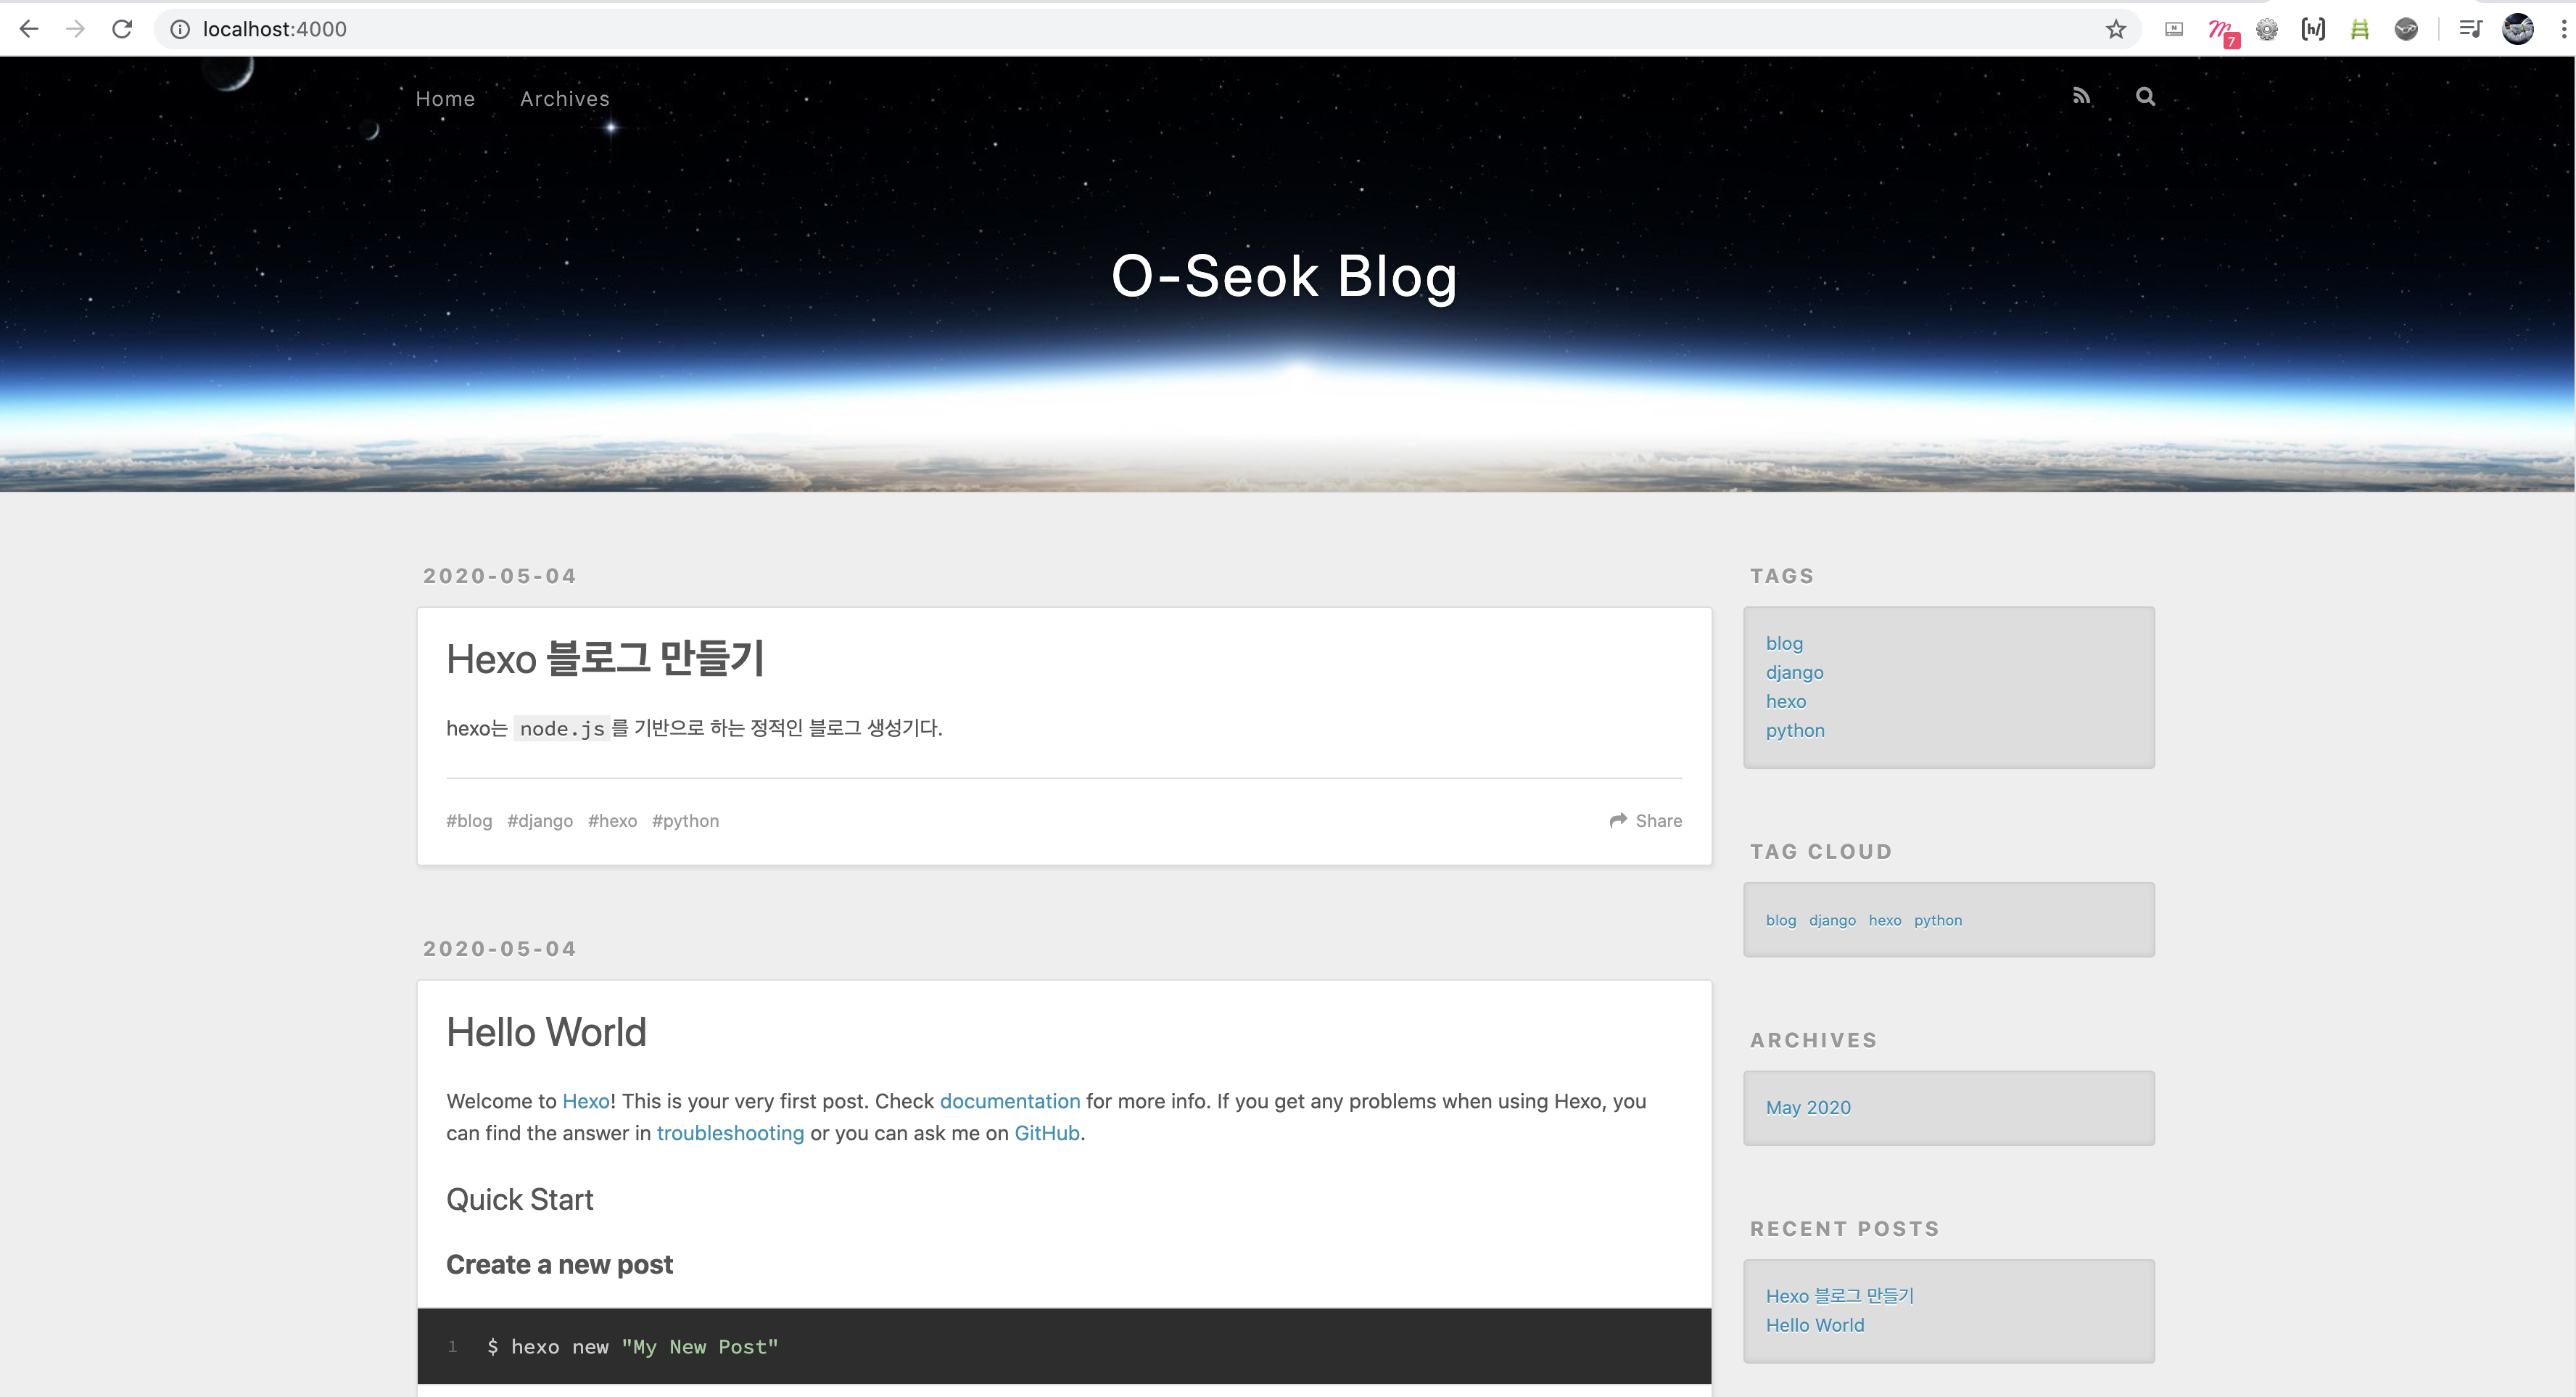 localhost:4000
7
Home Archives
O-Seok Blog
2020-05-04
Hexo 블로그 만들기
hexo는 node.js를 기반으로 하는 정적인 블로그 생성기다.
#blog #django #hexo #python
Share
2020-05-04
Hello World
Welcome to Hexo! This is your very first post. Check documentation for more info. If you get any problems when using Hexo, you
can find the answer in troubleshooting or you can ask me on GitHub.
Quick Start
Create a new post
1 $ hexo new "My New Post"
TAGS
blog
django
hexo
python
TAG CLOUD
blog django hexo python
ARCHIVES
May 2020
RECENT POSTS
Hexo 블로그 만들기
Hello World